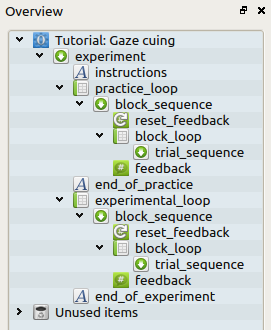 Overview
Tutorial: Gaze cuing
experiment
instructions
practice_loop
block_sequence
reset_feedback
block_loop
trial_sequence
feedback
end_of_practice
experimental_loop
block_sequence
reset_feedback
block_loop
trial_sequence
feedback
end_of_experiment
Unused items